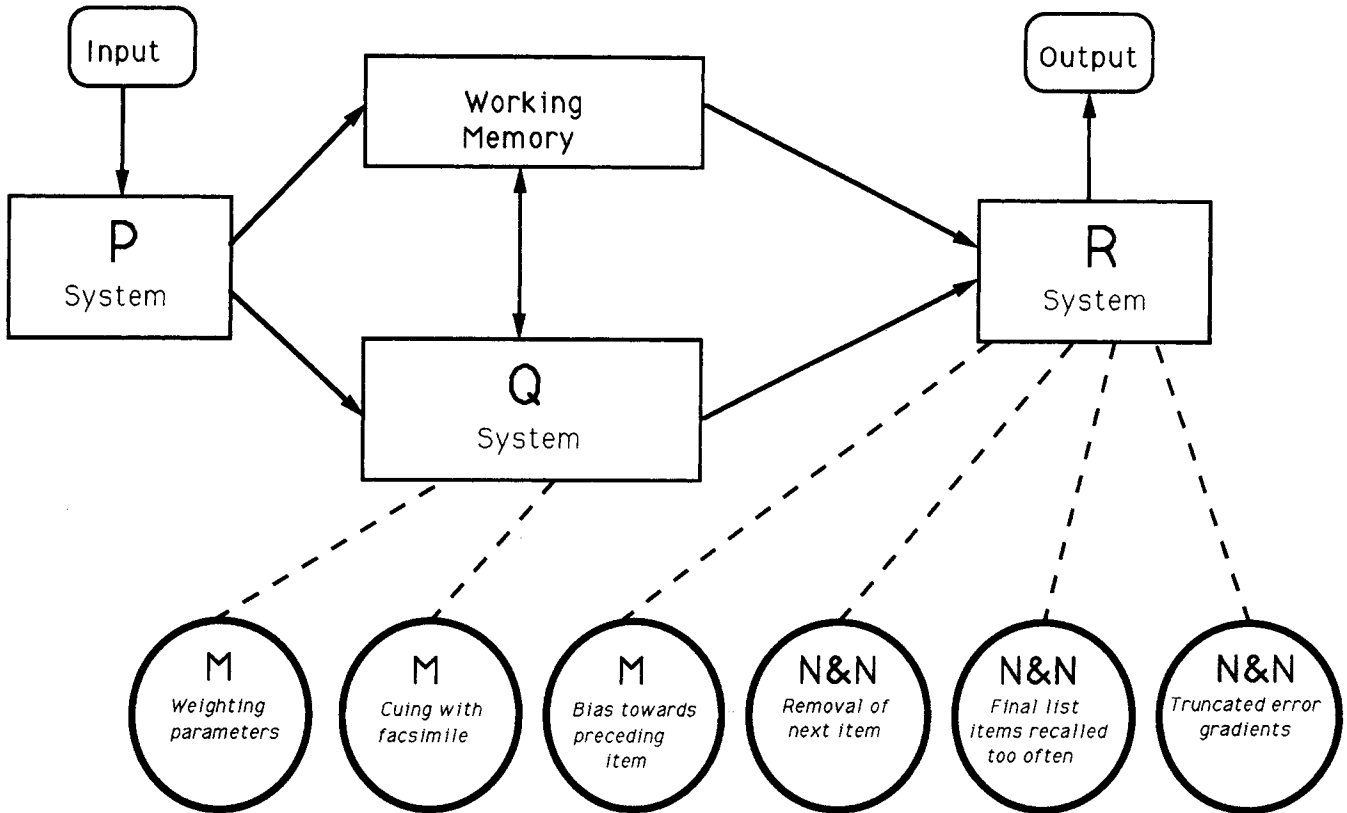 Input
Working
Memory
Output
P
System
R
System
Q
System
M
Weighting
parameters
M
Cuing with
facsimile
M
Bias towards
preceding
item
N&N
Removal of
next item
N&N
Final list
items recalled
too often
N&N
Truncated error
gradients